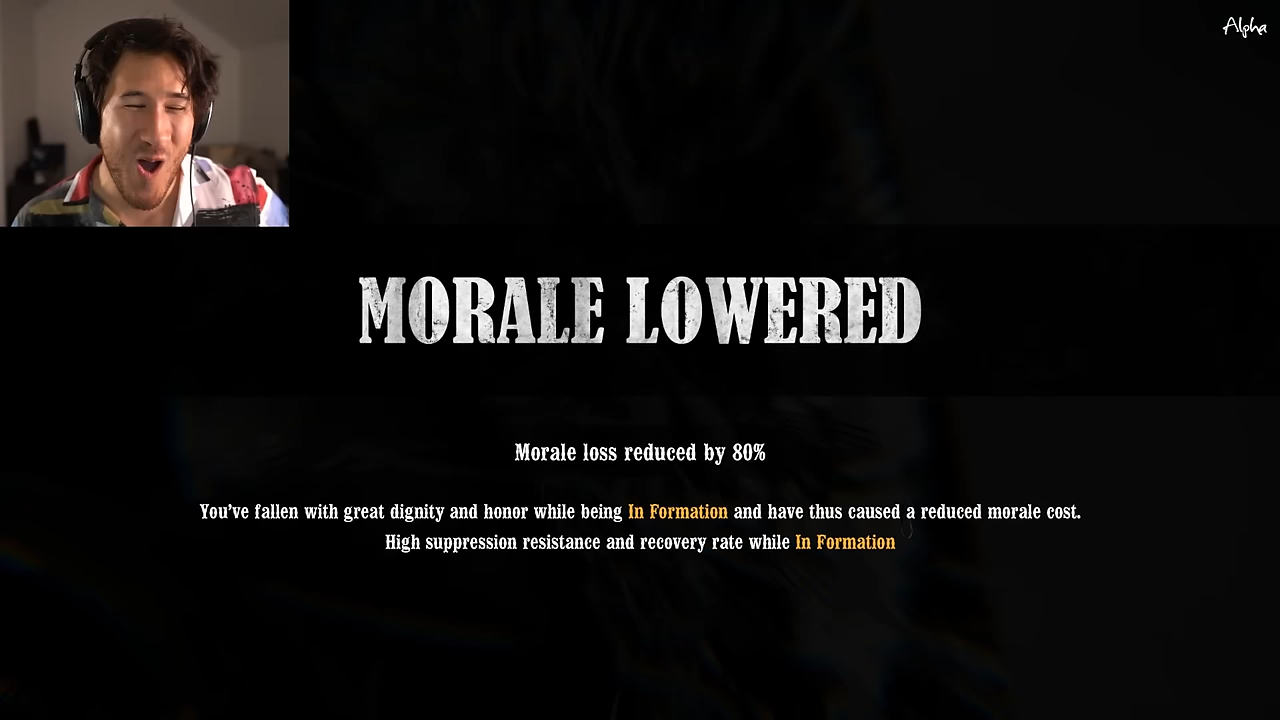 Alpha
MORALE LOWERED
Morale loss reduced by 80%
You've fallen with great dignity and honor while being In Formation and have thus caused a reduced morale cost.
High suppression resistance and recovery rate while In Formation